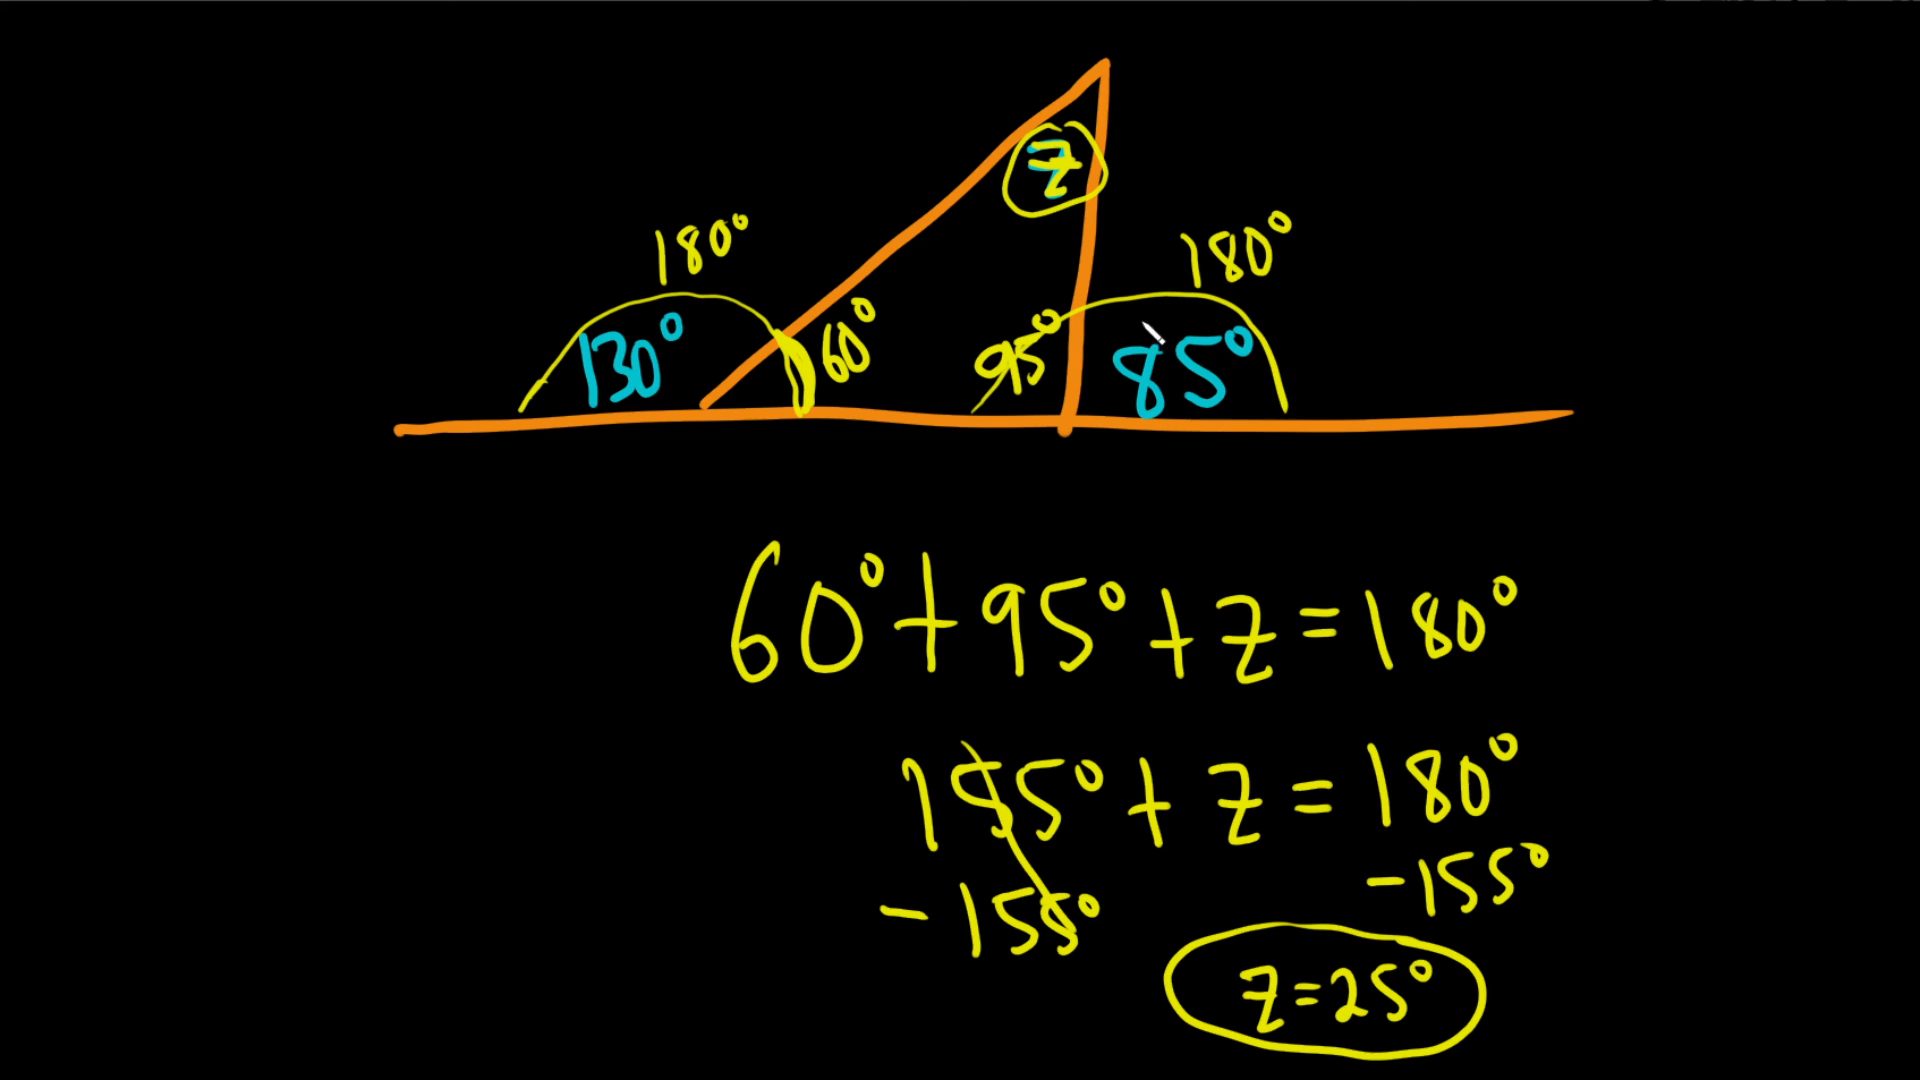 z
180°
180°
130°
60°
95°
85°
60° + 95° + z = 180°
155° + z = 180°
- 155°
- 155°
z = 25°